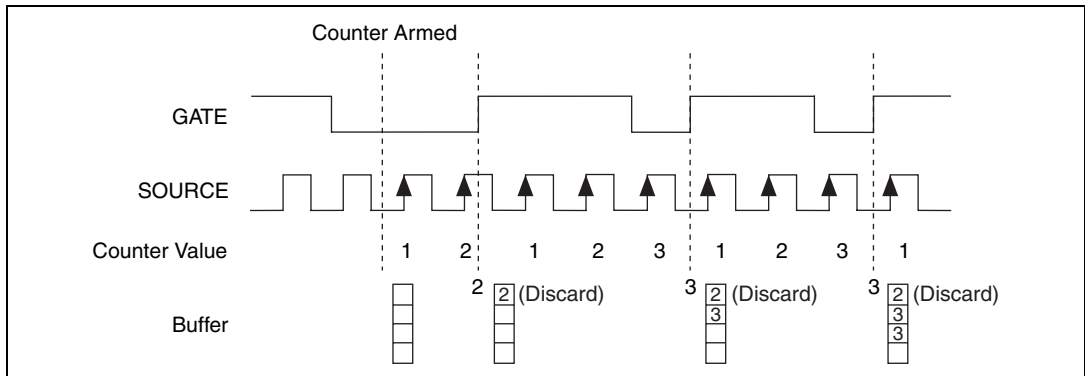 Counter Armed
GATE
SOURCE
Counter Value 1 2 1 2 3 1 2 3 1
2 2 (Discard) 3 2 (Discard) 3 2 (Discard)
Buffer 3 3
3